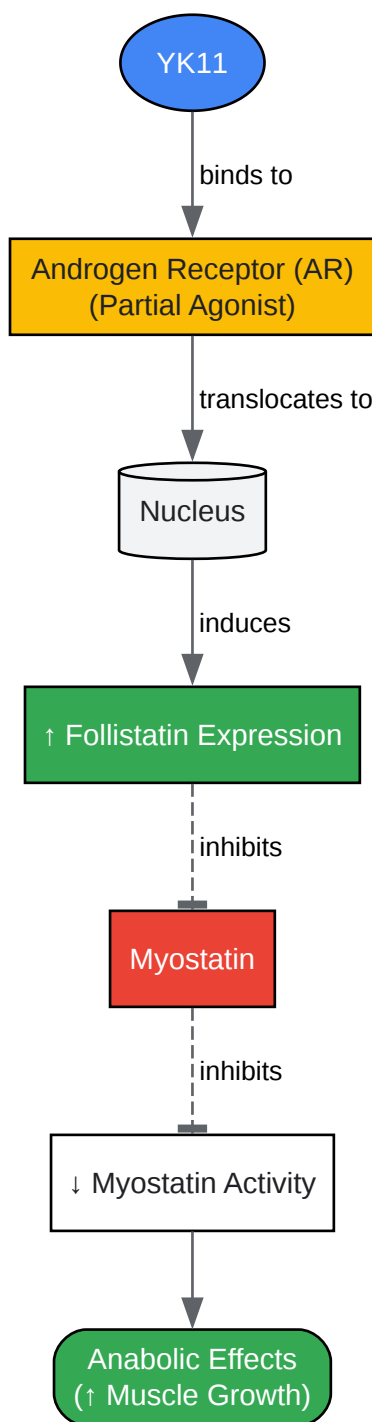 YK11
binds to
Androgen Receptor (AR)
(Partial Agonist)
translocates to
Nucleus
induces
↑ Follistatin Expression
inhibits
Myostatin
inhibits
↓ Myostatin Activity
Anabolic Effects
(↑ Muscle Growth)